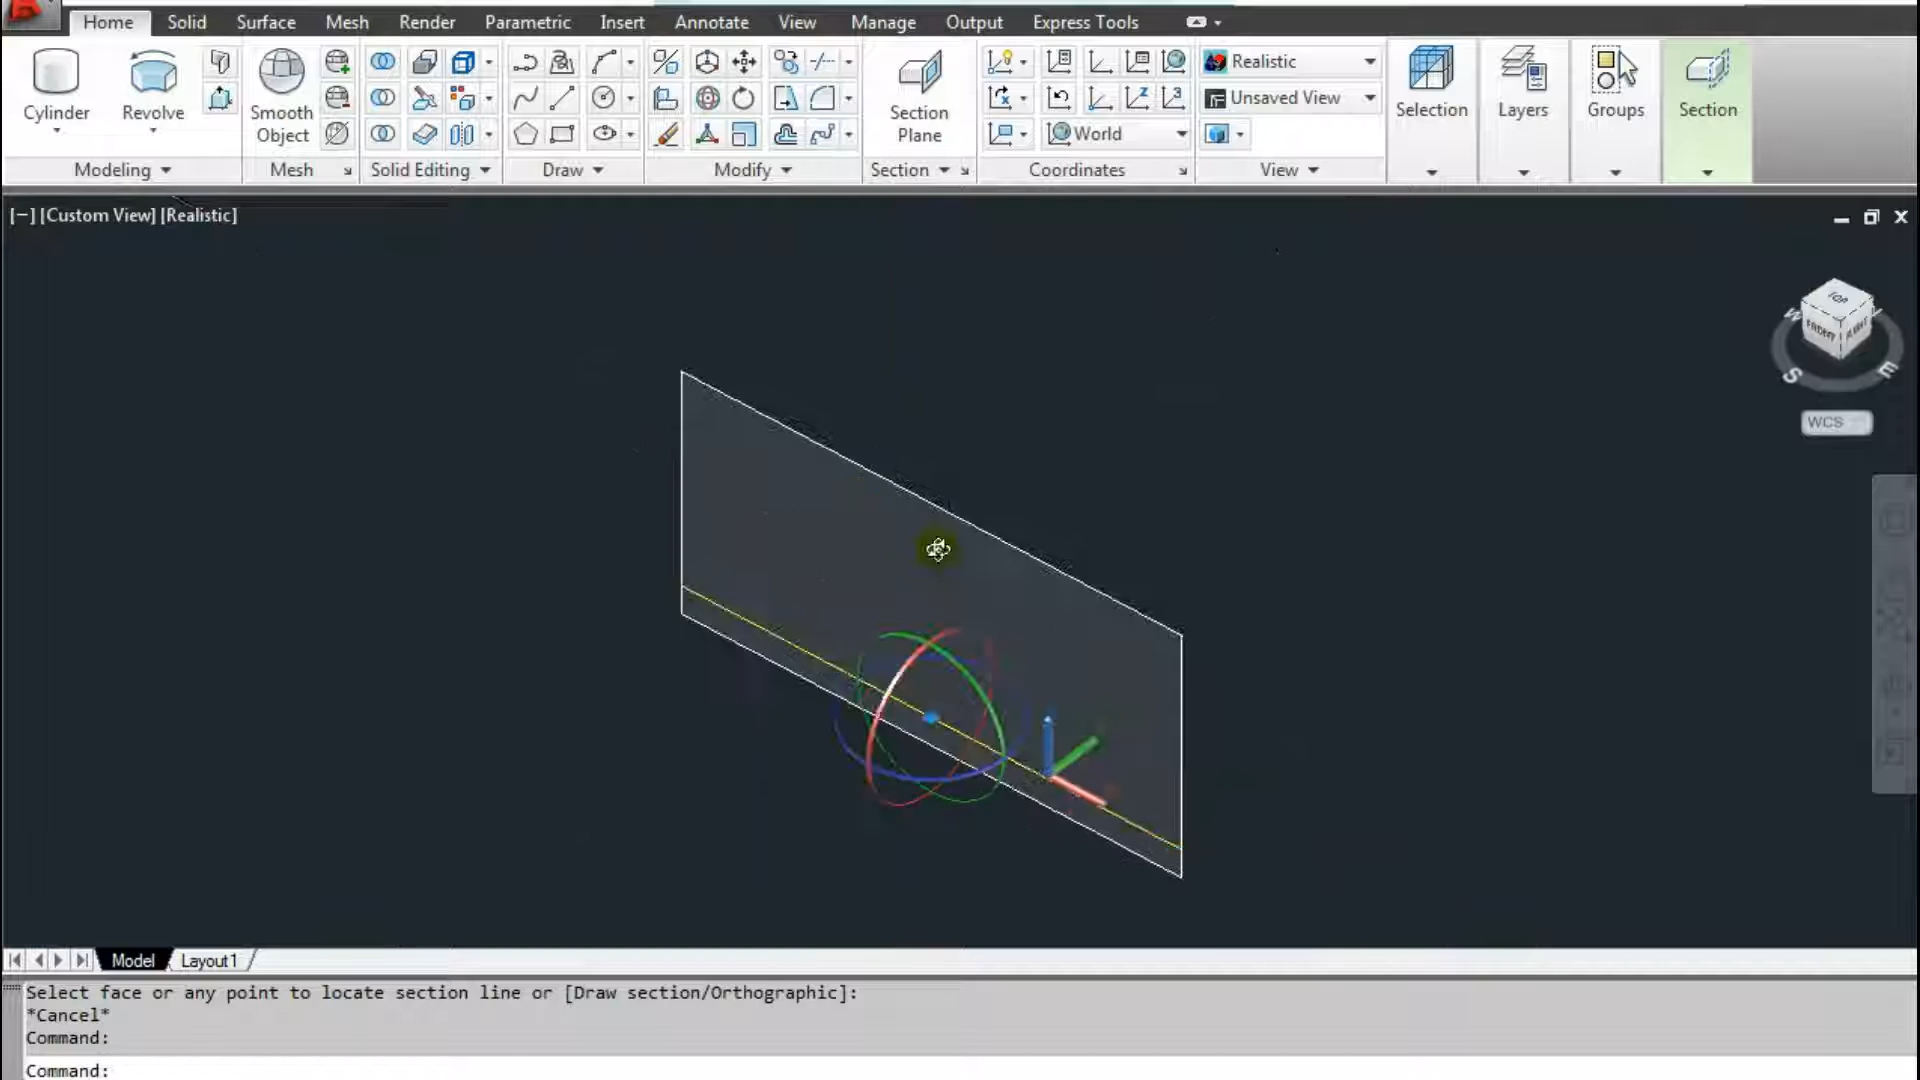 Home Solid Surface Mesh Render Parametric Insert Annotate View Manage Output Express Tools
Cylinder
Revolve
Smooth
Object
Section
Plane
Realistic
Unsaved View
World
Selection
Layers
Groups
Section
Modeling
Mesh
Solid Editing
Draw
Modify
Section
Coordinates
View
[−] [Custom View] [Realistic]
TOP
FRONT
S
E
WCS
Model
Layout1
Select face or any point to locate section line or [Draw section/Orthographic]:
*Cancel*
Command:
Command: